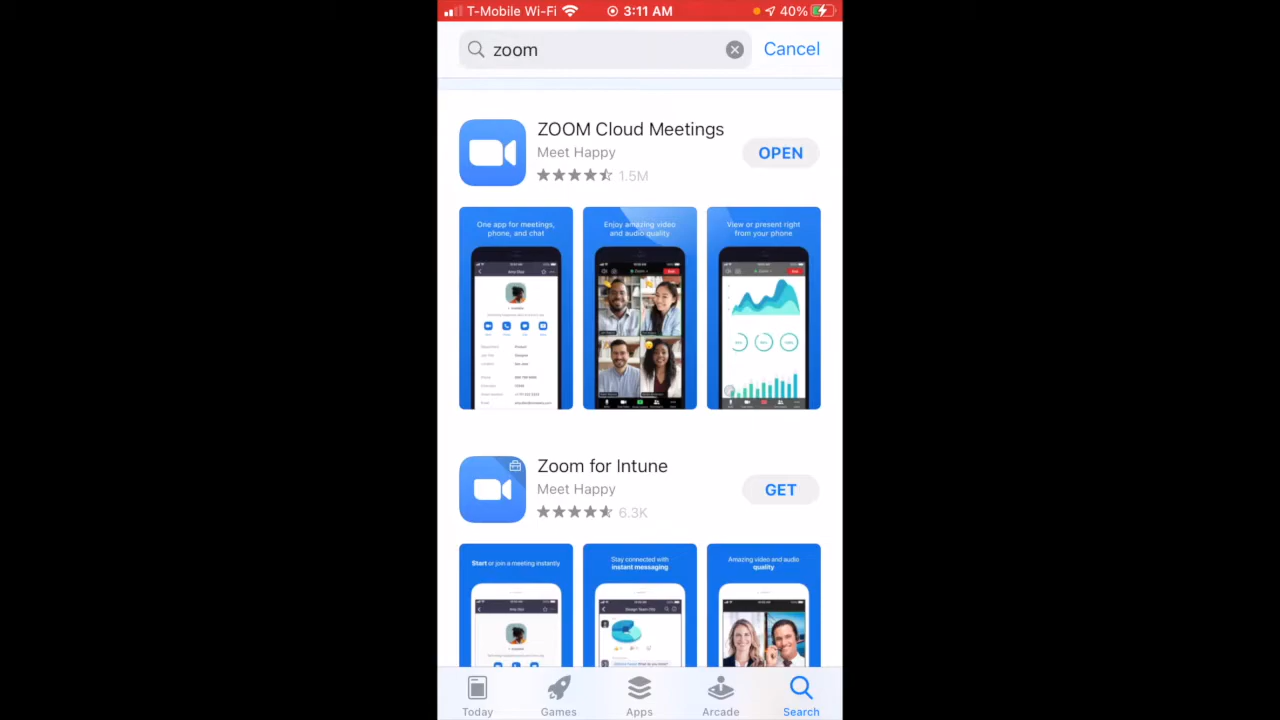 T-Mobile Wi-Fi 3:11 AM 40%
zoom Cancel
ZOOM Cloud Meetings
Meet Happy
1.5M
OPEN
One app for meetings,
phone, and chat
Enjoy amazing video
and audio quality
View or present right
from your phone
Zoom for Intune
Meet Happy
6.3K
GET
Start or join a meeting instantly
Stay connected with
instant messaging
Amazing video and audio
quality
Today Games Apps Arcade Search